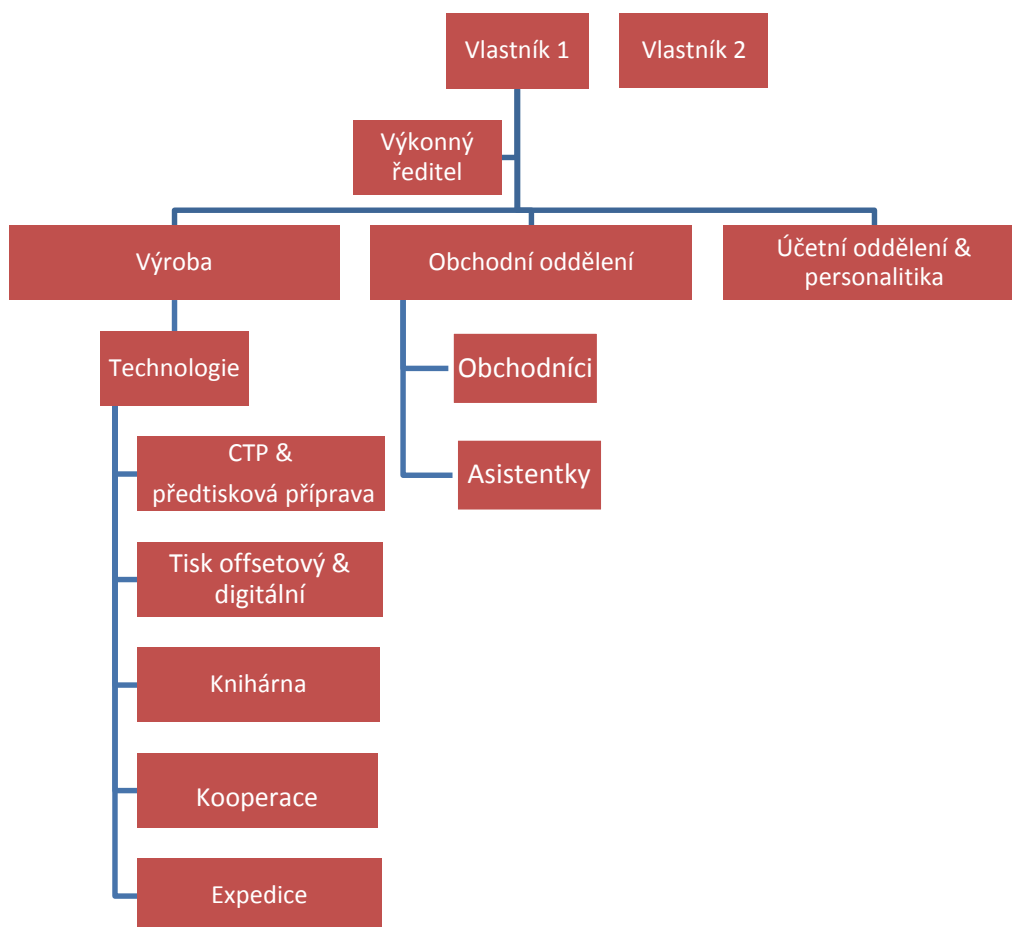 Vlastník 1
Vlastník 2
Výkonný
ředitel
Výroba
Obchodní oddělení
Účetní oddělení &
personalitika
Technologie
Obchodníci
CTP &
předtisková příprava
Asistentky
Tisk offsetový &
digitální
Knihárna
Kooperace
Expedice